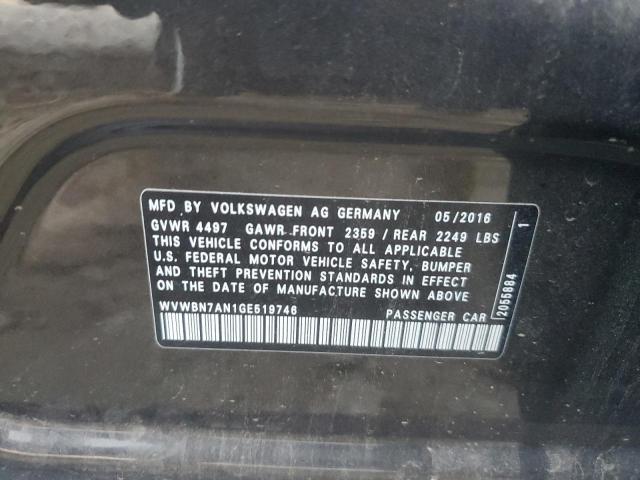 MFD. BY VOLKSWAGEN AG GERMANY 05/2016
GVWR 4497 GAWR FRONT 2359 / REAR 2249 LBS
THIS VEHICLE CONFORMS TO ALL APPLICABLE
U.S. FEDERAL MOTOR VEHICLE SAFETY, BUMPER
AND THEFT PREVENTION STANDARDS IN EFFECT
ON THE DATE OF MANUFACTURE SHOWN ABOVE
WVWBN7AN1GE519746 PASSENGER CAR
2055884 1